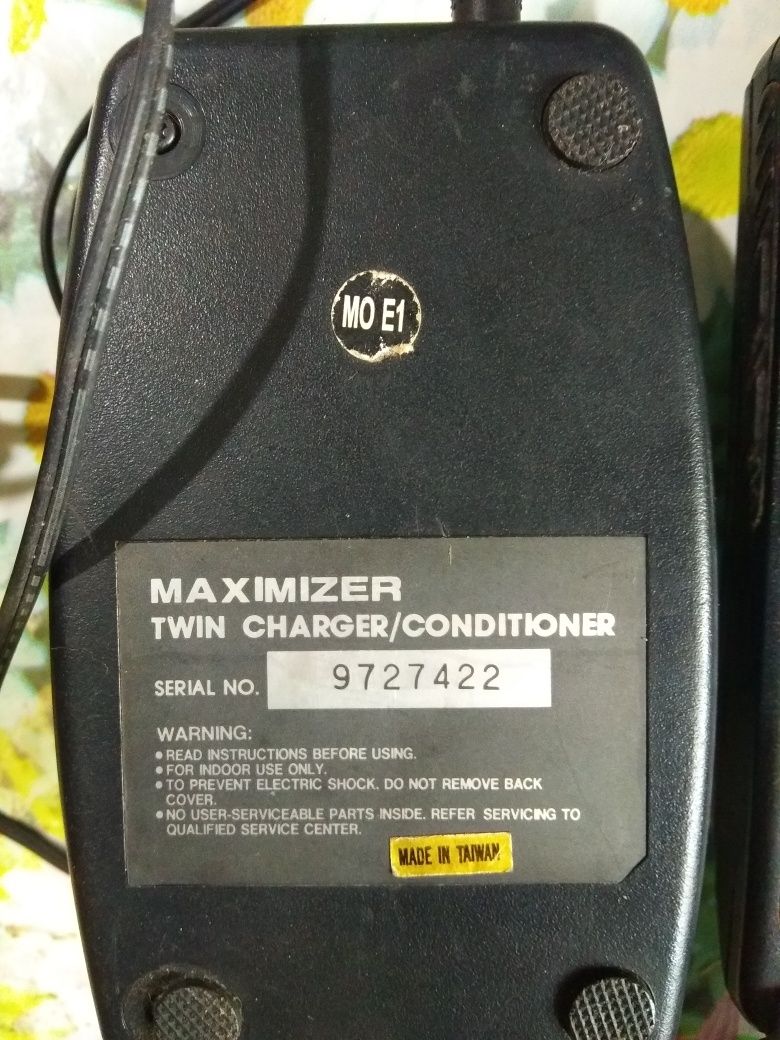 MO E1
MAXIMIZER
TWIN CHARGER/CONDITIONER
SERIAL NO. 9727422
WARNING:
• READ INSTRUCTIONS BEFORE USING.
• FOR INDOOR USE ONLY.
• TO PREVENT ELECTRIC SHOCK. DO NOT REMOVE BACK
COVER.
• NO USER-SERVICEABLE PARTS INSIDE. REFER SERVICING TO
QUALIFIED SERVICE CENTER.
MADE IN TAIWAN